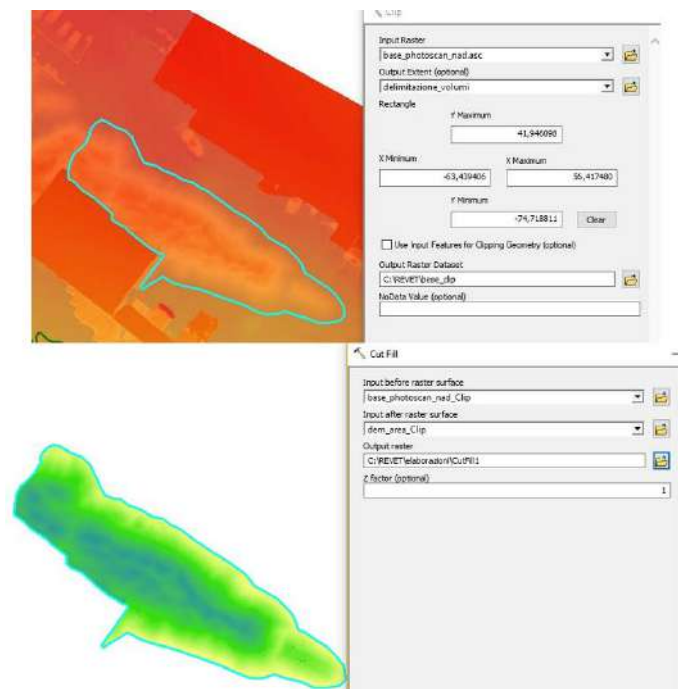 Clip
Input Raster
base_photoscan_nad.asc
Output Extent (optional)
delimitazione_volumi
Rectangle
Y Maximum
41,946098
X Minimum
X Maximum
-63,439406
55,417480
Y Minimum
-74,718811
Clear
Use Input Features for Clipping Geometry (optional)
Output Raster Dataset
C:\REVET\base_clip
NoData Value (optional)
Cut Fill
Input before raster surface
base_photoscan_nad_Clip
Input after raster surface
dem_area_Clip
Output raster
C:\REVET\elaborazioni\CutFill1
Z factor (optional)
1